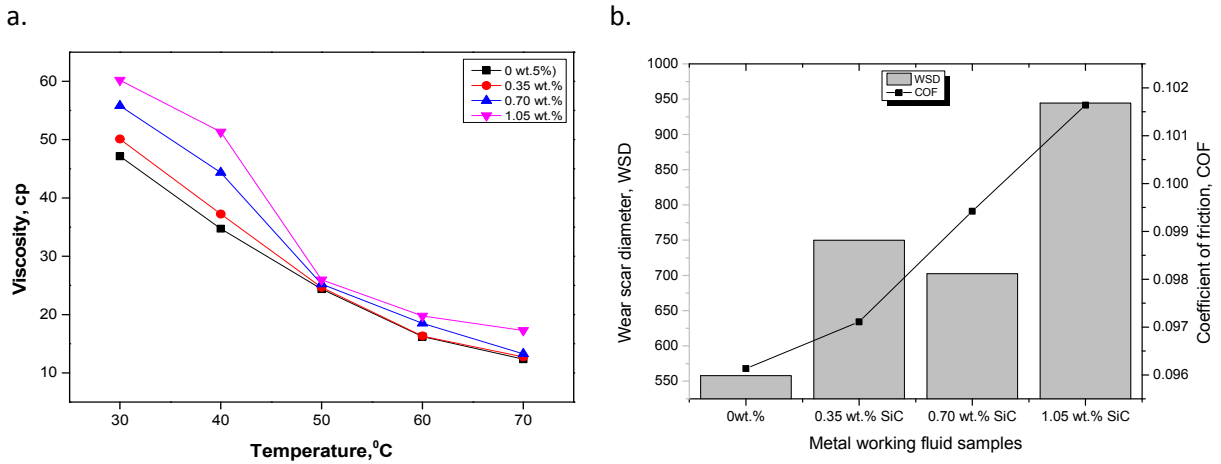 a.
60
50
40
30
20
10
Viscosity, cp
0 wt.5%)
0.35 wt.%
0.70 wt.%
1.05 wt.%
30 40 50 60 70
Temperature,⁰C
b.
1000
950
900
850
800
750
700
650
600
550
Wear scar diameter, WSD
WSD
COF
0.102
0.101
0.100
0.099
0.098
0.097
0.096
Coefficient of friction, COF
0wt.% 0.35 wt.% SiC 0.70 wt.% SiC 1.05 wt.% SiC
Metal working fluid samples